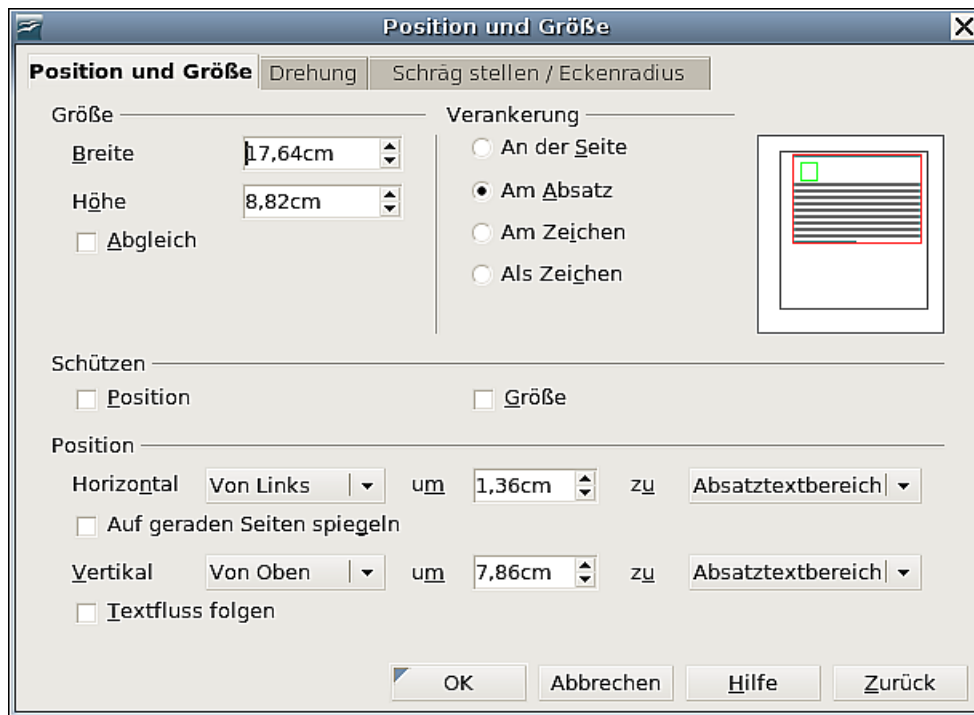 Position und Größe
Position und Größe Drehung Schräg stellen / Eckenradius
Größe
Breite 17,64cm
Höhe 8,82cm
Abgleich
Verankerung
An der Seite
Am Absatz
Am Zeichen
Als Zeichen
Schützen
Position Größe
Position
Horizontal Von Links um 1,36cm zu Absatztextbereich
Auf geraden Seiten spiegeln
Vertikal Von Oben um 7,86cm zu Absatztextbereich
Textfluss folgen
OK Abbrechen Hilfe Zurück